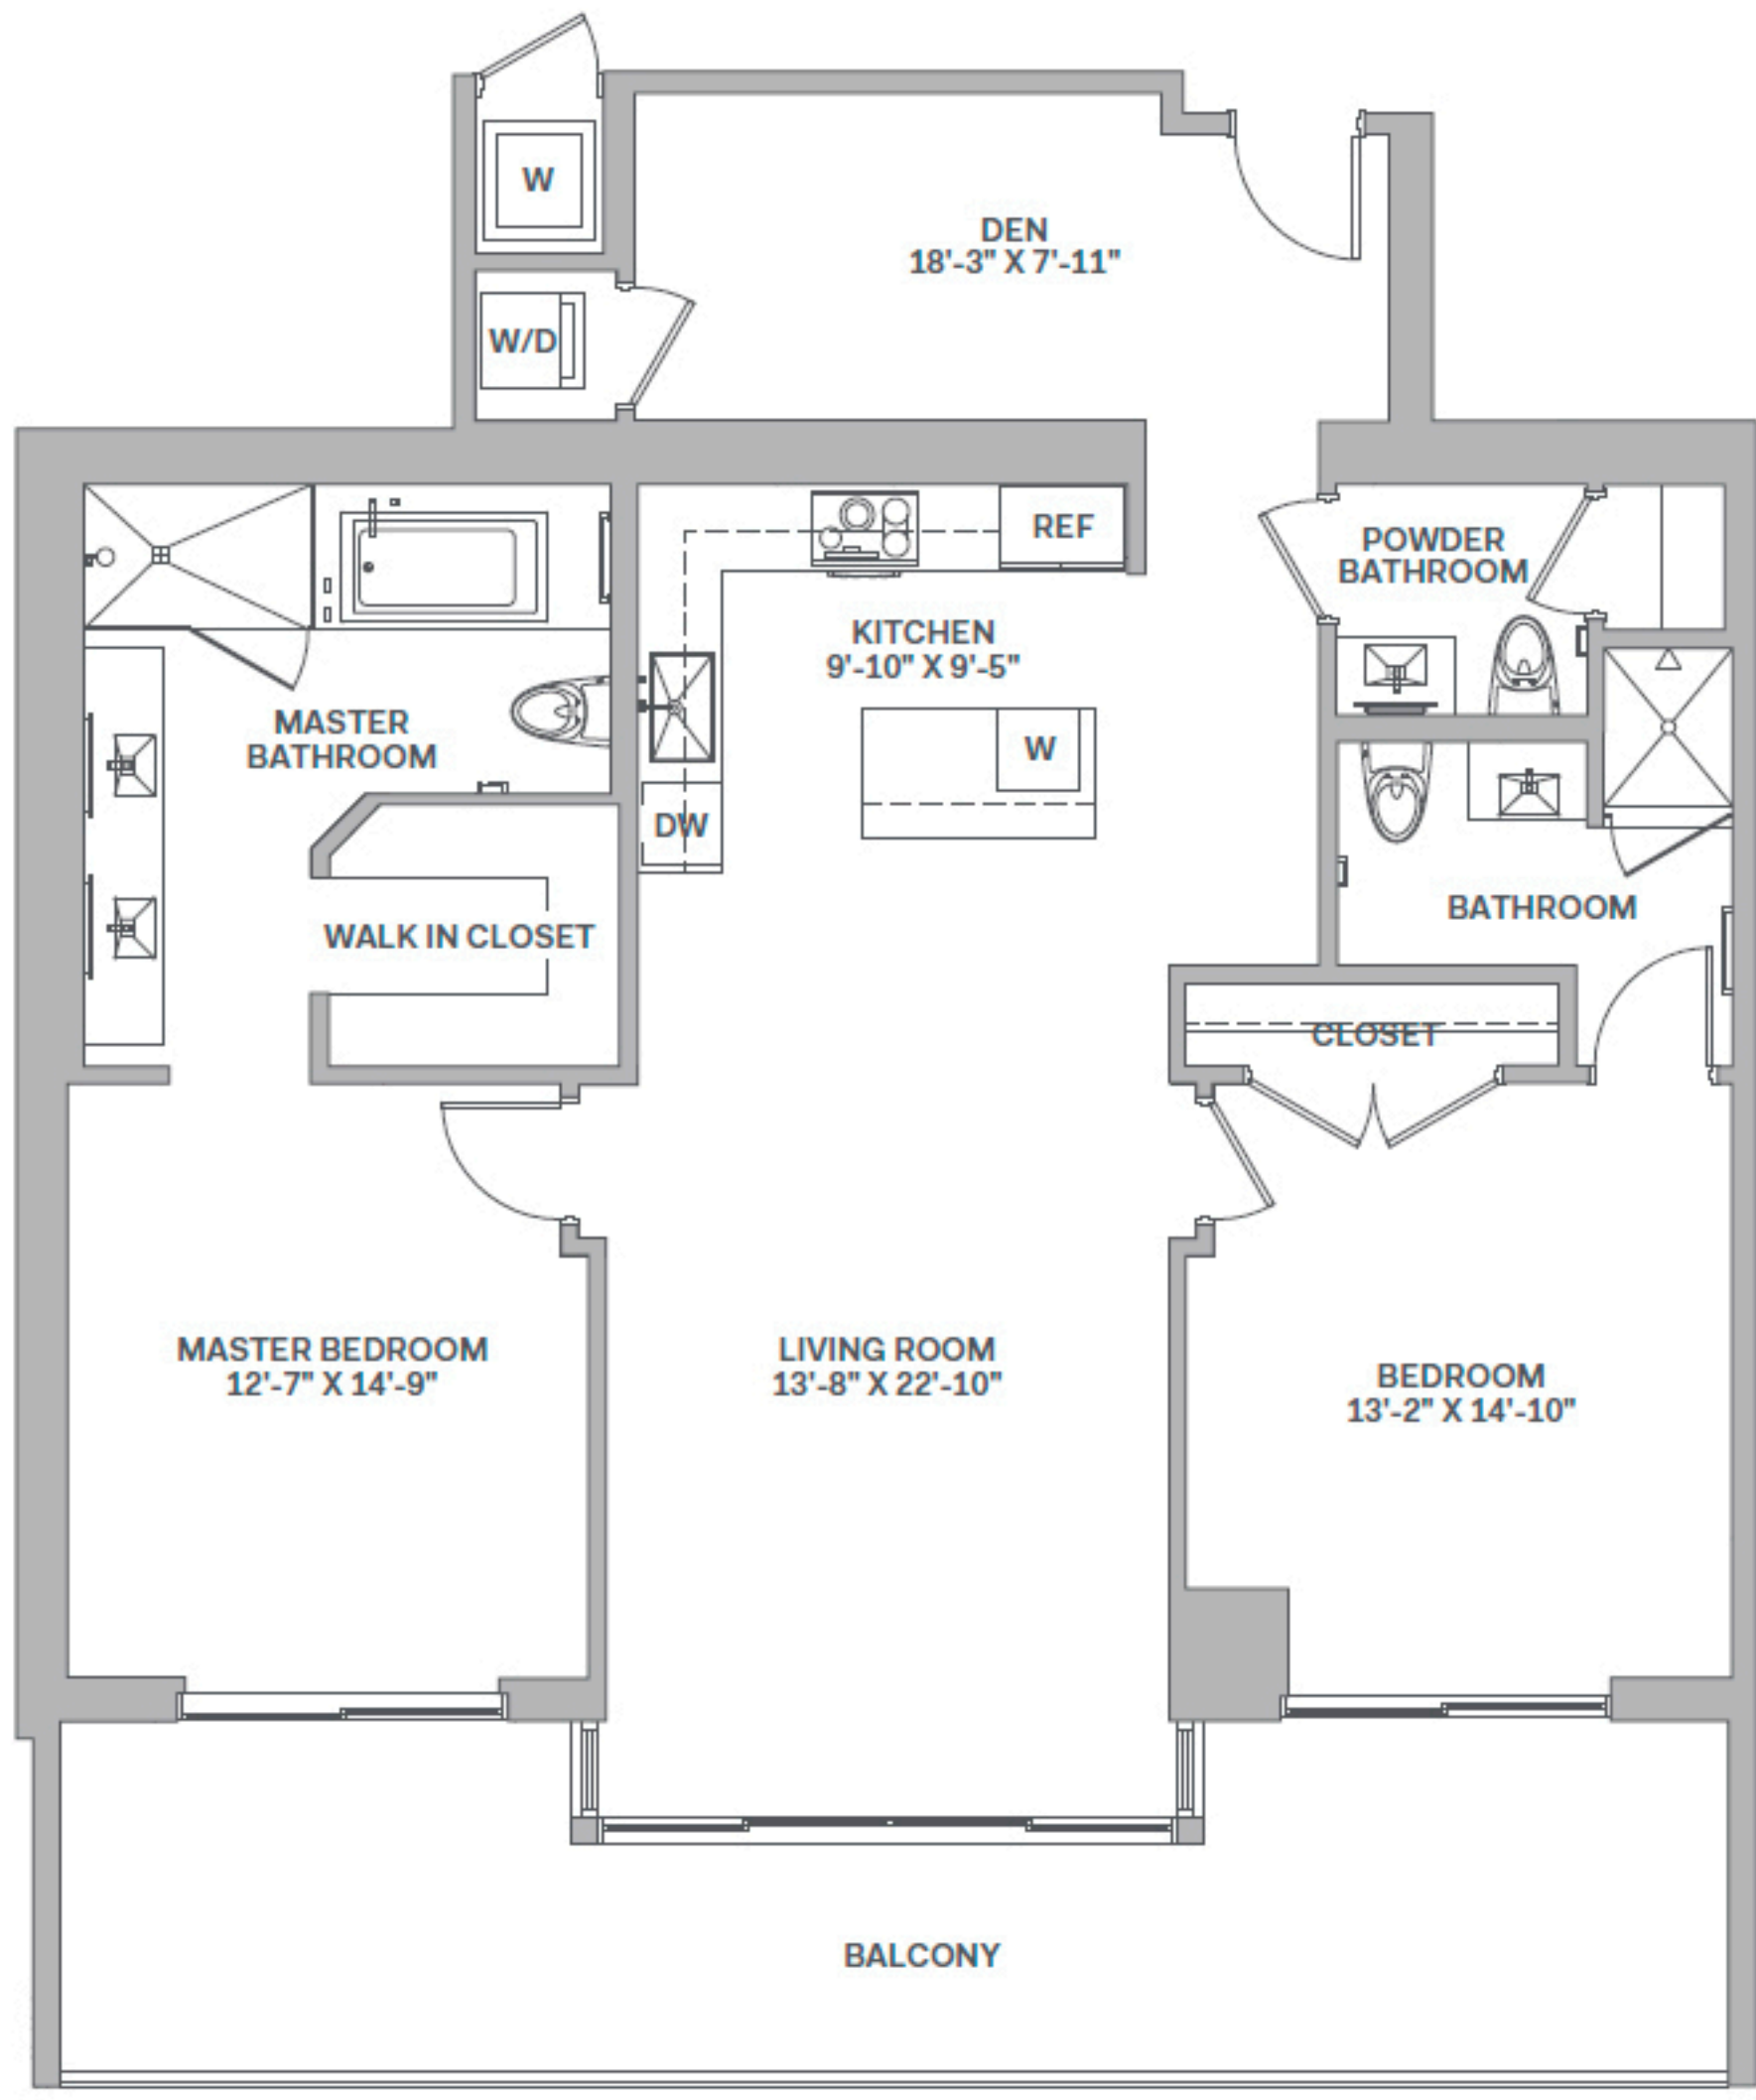 W
DEN
18'-3" X 7'-11"
W/D
REF
POWDER
BATHROOM
KITCHEN
9'-10" X 9'-5"
MASTER
BATHROOM
W
DW
BATHROOM
WALK IN CLOSET
CLOSET
MASTER BEDROOM
12'-7" X 14'-9"
LIVING ROOM
13'-8" X 22'-10"
BEDROOM
13'-2" X 14'-10"
BALCONY